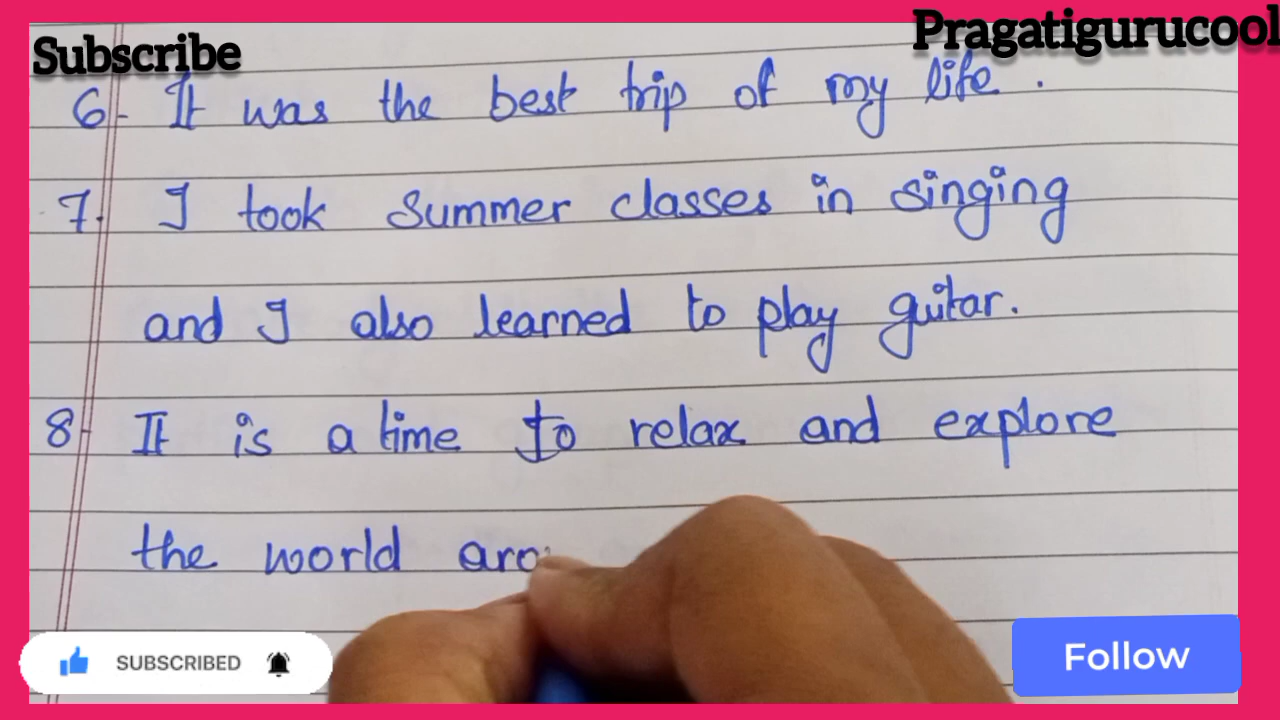 Subscribe
Pragatigurucool
6- It was the best trip of my life.
7. I took Summer classes in singing
and I also learned to play guitar.
8- It is a time to relax and explore
the world
SUBSCRIBED
Follow